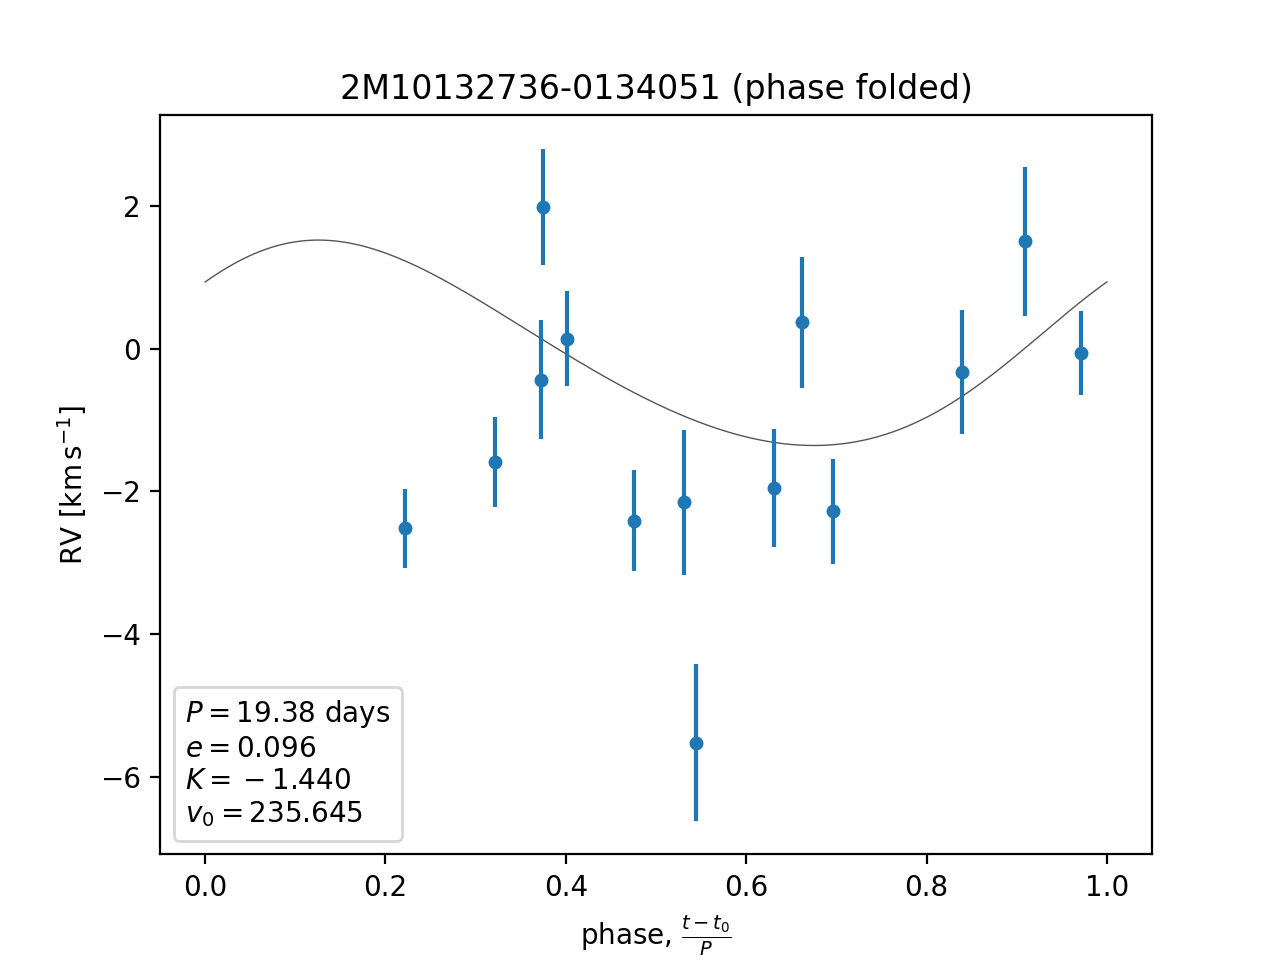 2M10132736-0134051 (phase folded)
RV [km s⁻¹]
2
0
−2
−4
−6
P = 19.38 days
e = 0.096
K = −1.440
v₀ = 235.645
0.0 0.2 0.4 0.6 0.8 1.0
phase, (t − t₀)/P